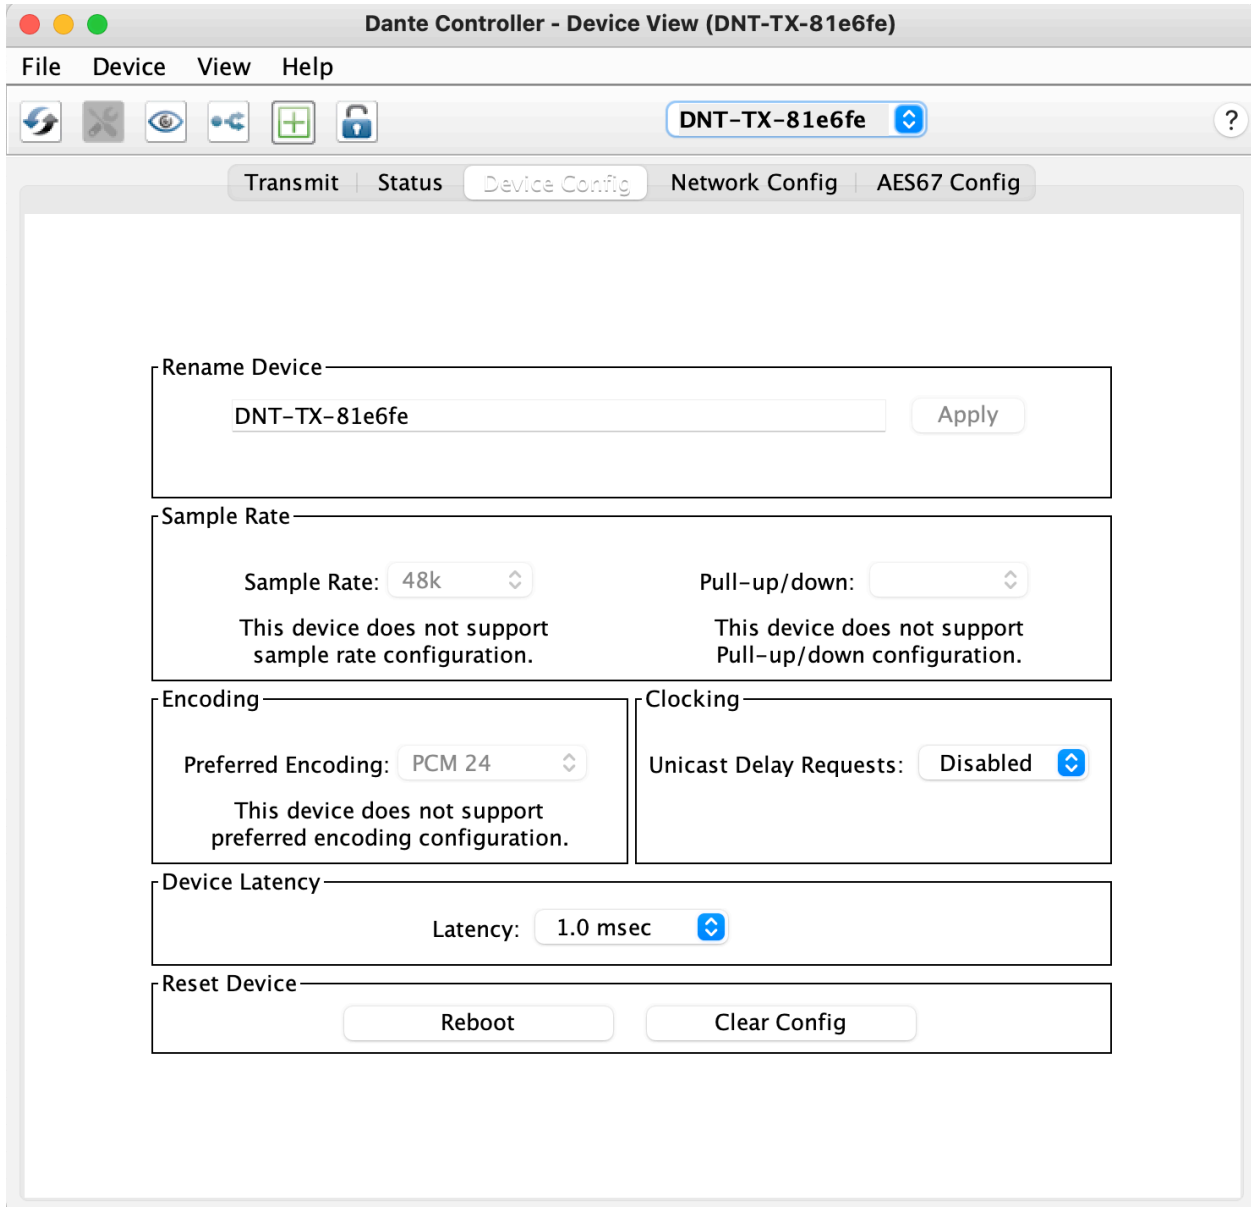 Dante Controller - Device View (DNT-TX-81e6fe)
File Device View Help
DNT-TX-81e6fe ?
Transmit Status Device Config Network Config AES67 Config
Rename Device
DNT-TX-81e6fe Apply
Sample Rate
Sample Rate: 48k Pull-up/down:
This device does not support
sample rate configuration.
This device does not support
Pull-up/down configuration.
Encoding
Preferred Encoding: PCM 24
This device does not support
preferred encoding configuration.
Clocking
Unicast Delay Requests: Disabled
Device Latency
Latency: 1.0 msec
Reset Device
Reboot Clear Config